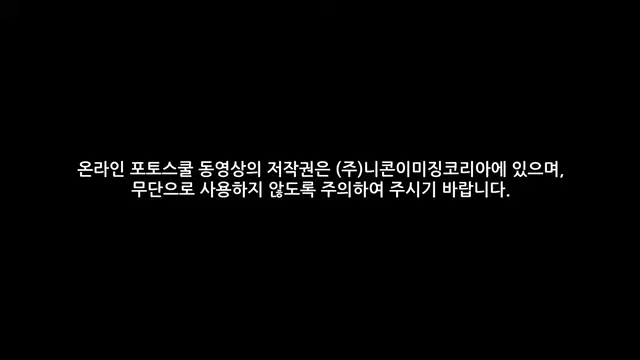 온라인 포토스쿨 동영상의 저작권은 (주)니콘이미징코리아에 있으며,
무단으로 사용하지 않도록 주의하여 주시기 바랍니다.